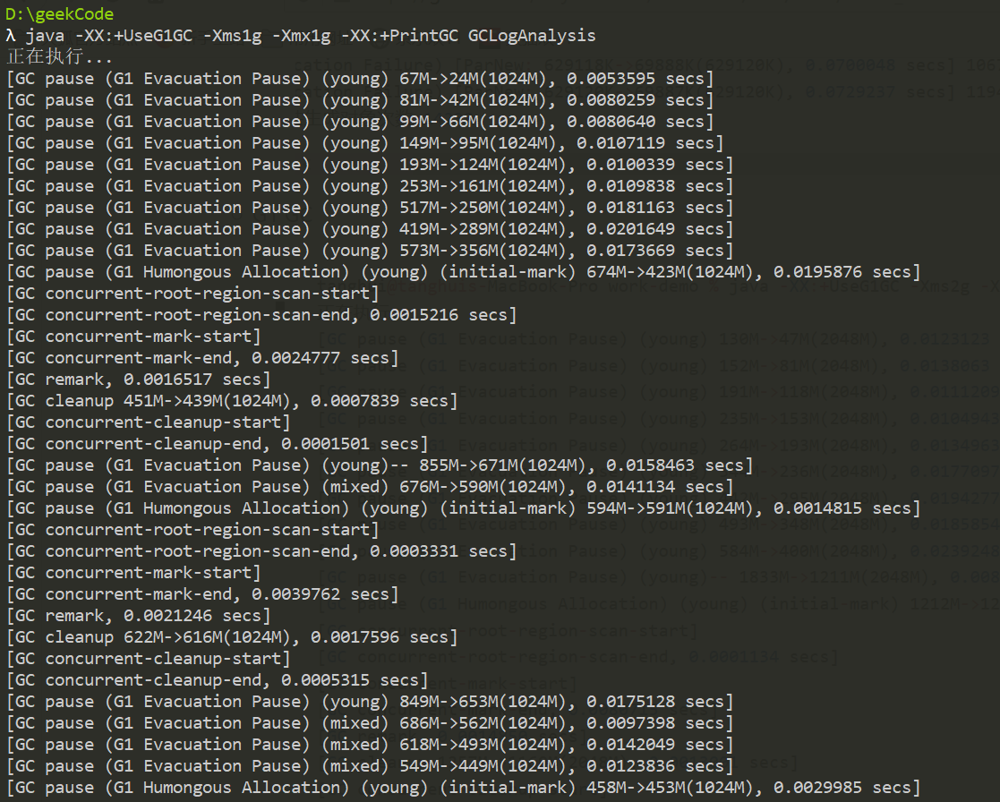 D:\geekCode
λ java -XX:+UseG1GC -Xms1g -Xmx1g -XX:+PrintGC GCLogAnalysis
正在执行...
[GC pause (G1 Evacuation Pause) (young) 67M->24M(1024M), 0.0053595 secs]
[GC pause (G1 Evacuation Pause) (young) 81M->42M(1024M), 0.0080259 secs]
[GC pause (G1 Evacuation Pause) (young) 99M->66M(1024M), 0.0080640 secs]
[GC pause (G1 Evacuation Pause) (young) 149M->95M(1024M), 0.0107119 secs]
[GC pause (G1 Evacuation Pause) (young) 193M->124M(1024M), 0.0100339 secs]
[GC pause (G1 Evacuation Pause) (young) 253M->161M(1024M), 0.0109838 secs]
[GC pause (G1 Evacuation Pause) (young) 517M->250M(1024M), 0.0181163 secs]
[GC pause (G1 Evacuation Pause) (young) 419M->289M(1024M), 0.0201649 secs]
[GC pause (G1 Evacuation Pause) (young) 573M->356M(1024M), 0.0173669 secs]
[GC pause (G1 Humongous Allocation) (young) (initial-mark) 674M->423M(1024M), 0.0195876 secs]
[GC concurrent-root-region-scan-start]
[GC concurrent-root-region-scan-end, 0.0015216 secs]
[GC concurrent-mark-start]
[GC concurrent-mark-end, 0.0024777 secs]
[GC remark, 0.0016517 secs]
[GC cleanup 451M->439M(1024M), 0.0007839 secs]
[GC concurrent-cleanup-start]
[GC concurrent-cleanup-end, 0.0001501 secs]
[GC pause (G1 Evacuation Pause) (young)-- 855M->671M(1024M), 0.0158463 secs]
[GC pause (G1 Evacuation Pause) (mixed) 676M->590M(1024M), 0.0141134 secs]
[GC pause (G1 Humongous Allocation) (young) (initial-mark) 594M->591M(1024M), 0.0014815 secs]
[GC concurrent-root-region-scan-start]
[GC concurrent-root-region-scan-end, 0.0003331 secs]
[GC concurrent-mark-start]
[GC concurrent-mark-end, 0.0039762 secs]
[GC remark, 0.0021246 secs]
[GC cleanup 622M->616M(1024M), 0.0017596 secs]
[GC concurrent-cleanup-start]
[GC concurrent-cleanup-end, 0.0005315 secs]
[GC pause (G1 Evacuation Pause) (young) 849M->653M(1024M), 0.0175128 secs]
[GC pause (G1 Evacuation Pause) (mixed) 686M->562M(1024M), 0.0097398 secs]
[GC pause (G1 Evacuation Pause) (mixed) 618M->493M(1024M), 0.0142049 secs]
[GC pause (G1 Evacuation Pause) (mixed) 549M->449M(1024M), 0.0123836 secs]
[GC pause (G1 Humongous Allocation) (young) (initial-mark) 458M->453M(1024M), 0.0029985 secs]